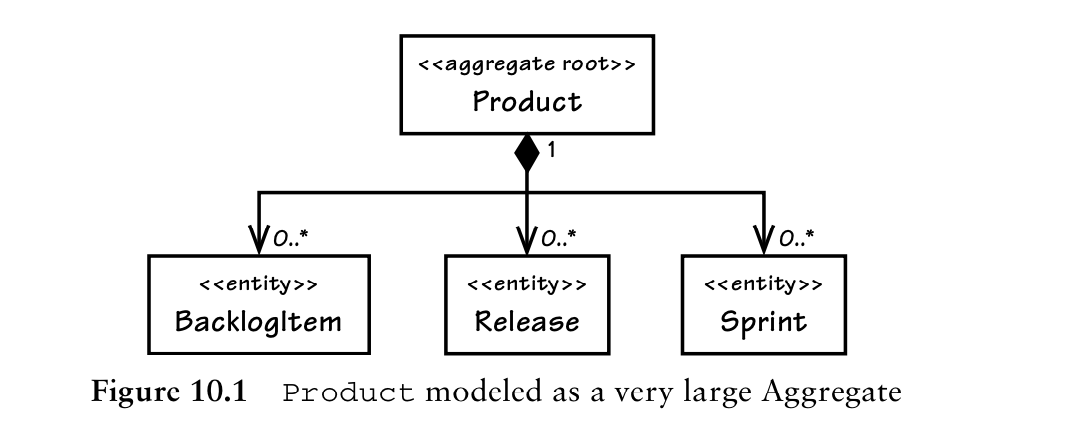 <<aggregate root>>
Product
1
0..*
0..*
0..*
<<entity>>
BacklogItem
<<entity>>
Release
<<entity>>
Sprint
Figure 10.1 Product modeled as a very large Aggregate